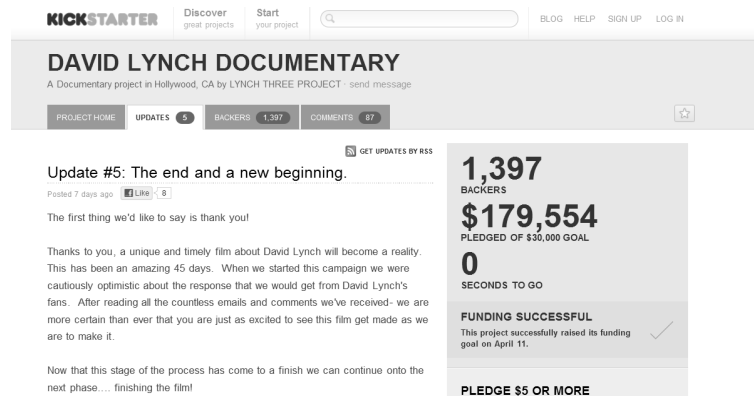 KICKSTARTER
Discover
great projects
Start
your project
BLOG HELP SIGN UP LOG IN
DAVID LYNCH DOCUMENTARY
A Documentary project in Hollywood, CA by LYNCH THREE PROJECT · send message
PROJECT HOME
UPDATES 5
BACKERS 1,397
COMMENTS 87
GET UPDATES BY RSS
Update #5: The end and a new beginning.
Posted 7 days ago Like 8
The first thing we'd like to say is thank you!
Thanks to you, a unique and timely film about David Lynch will become a reality.
This has been an amazing 45 days. When we started this campaign we were
cautiously optimistic about the response that we would get from David Lynch's
fans. After reading all the countless emails and comments we've received- we are
more certain than ever that you are just as excited to see this film get made as we
are to make it.
Now that this stage of the process has come to a finish we can continue onto the
next phase.... finishing the film!
1,397
BACKERS
$179,554
PLEDGED OF $30,000 GOAL
0
SECONDS TO GO
FUNDING SUCCESSFUL
This project successfully raised its funding
goal on April 11.
PLEDGE $5 OR MORE